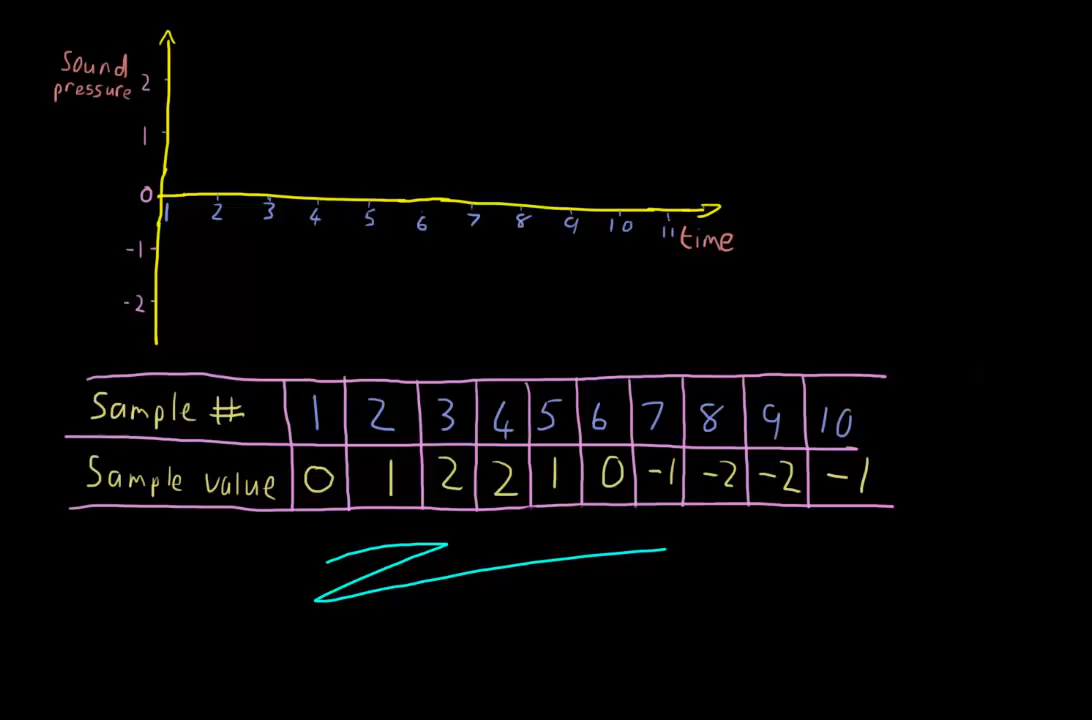 Sound
pressure
2
1
0
-1
-2
1 2 3 4 5 6 7 8 9 10 11
time
Sample # 1 2 3 4 5 6 7 8 9 10
Sample value 0 1 2 2 1 0 -1 -2 -2 -1